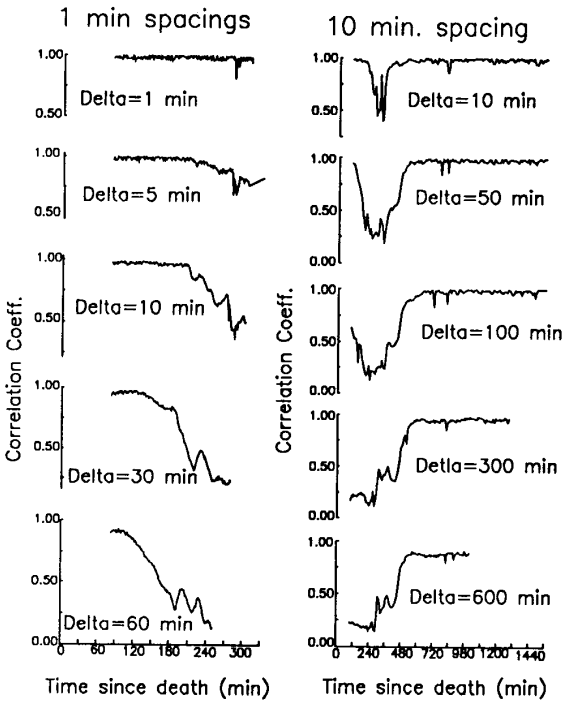 1 min spacings
1.00
0.50
Delta=1 min
1.00
0.50
Delta=5 min
1.00
0.50
Delta=10 min
1.00
0.50
0.00
Delta=30 min
1.00
0.50
0.00
Delta=60 min
0 60 120 180 240 300
Correlation Coeff.
Time since death (min)
10 min. spacing
1.00
0.50
Delta=10 min
1.00
0.50
0.00
Delta=50 min
1.00
0.50
0.00
Delta=100 min
1.00
0.50
0.00
Detla=300 min
1.00
0.50
0.00
Delta=600 min
0 240 480 720 960 1200 1440
Correlation Coeff.
Time since death (min)